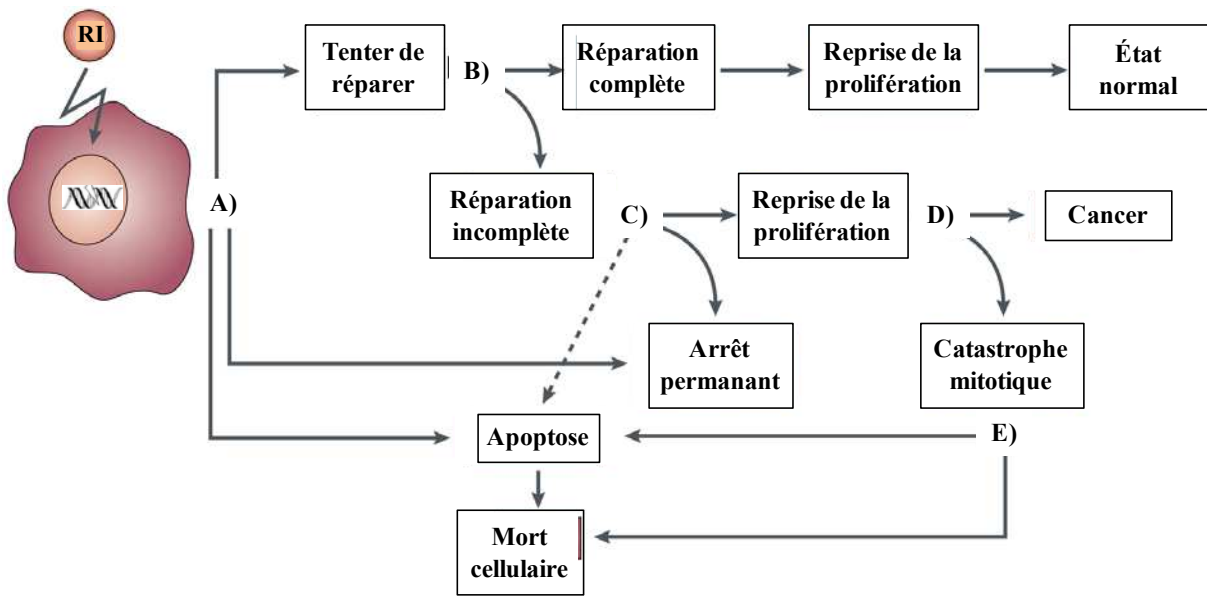 RI
Tenter de
réparer
B)
Réparation
complète
Reprise de la
prolifération
État
normal
A)
Réparation
incomplète
C)
Reprise de la
prolifération
D)
Cancer
Arrêt
permanant
Catastrophe
mitotique
Apoptose
E)
Mort
cellulaire